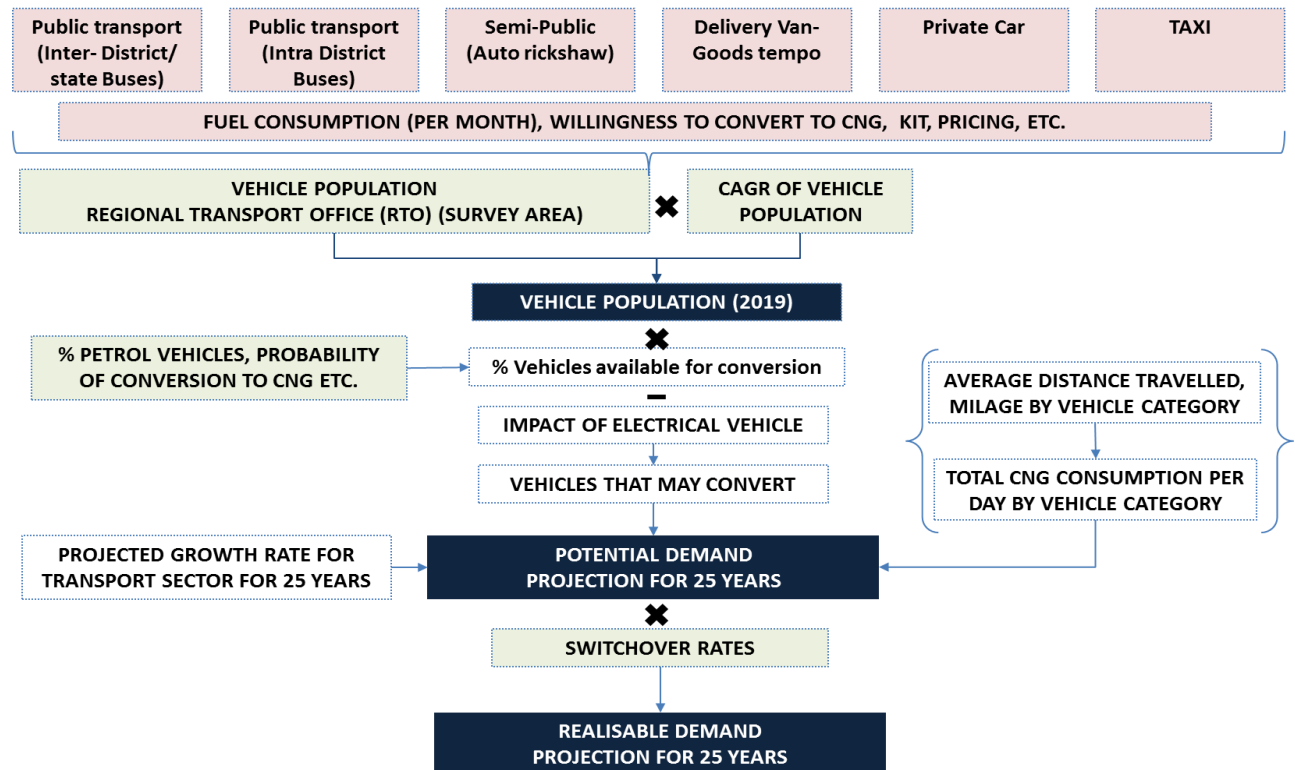 Public transport
(Inter- District/
state Buses)
Public transport
(Intra District
Buses)
Semi-Public
(Auto rickshaw)
Delivery Van-
Goods tempo
Private Car
TAXI
FUEL CONSUMPTION (PER MONTH), WILLINGNESS TO CONVERT TO CNG, KIT, PRICING, ETC.
VEHICLE POPULATION
REGIONAL TRANSPORT OFFICE (RTO) (SURVEY AREA)
CAGR OF VEHICLE
POPULATION
VEHICLE POPULATION (2019)
% PETROL VEHICLES, PROBABILITY
OF CONVERSION TO CNG ETC.
% Vehicles available for conversion
IMPACT OF ELECTRICAL VEHICLE
VEHICLES THAT MAY CONVERT
AVERAGE DISTANCE TRAVELLED,
MILAGE BY VEHICLE CATEGORY
TOTAL CNG CONSUMPTION PER
DAY BY VEHICLE CATEGORY
PROJECTED GROWTH RATE FOR
TRANSPORT SECTOR FOR 25 YEARS
POTENTIAL DEMAND
PROJECTION FOR 25 YEARS
SWITCHOVER RATES
REALISABLE DEMAND
PROJECTION FOR 25 YEARS